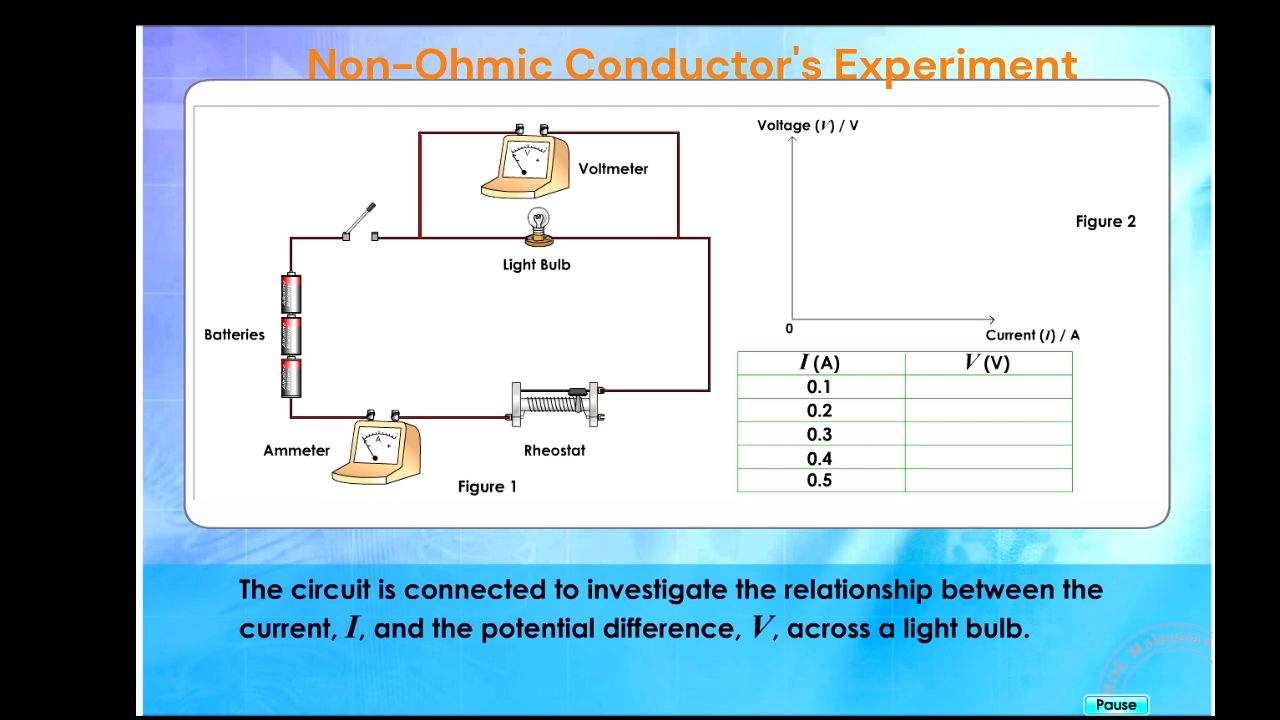 Non-Ohmic Conductor's Experiment
Voltage (V) / V
V
Voltmeter
Figure 2
Light Bulb
Batteries
0
Current (I) / A
I (A) V (V)
0.1
0.2
0.3
0.4
0.5
A
Ammeter
Rheostat
Figure 1
The circuit is connected to investigate the relationship between the
current, I, and the potential difference, V, across a light bulb.
MOE Malaysia
Pause